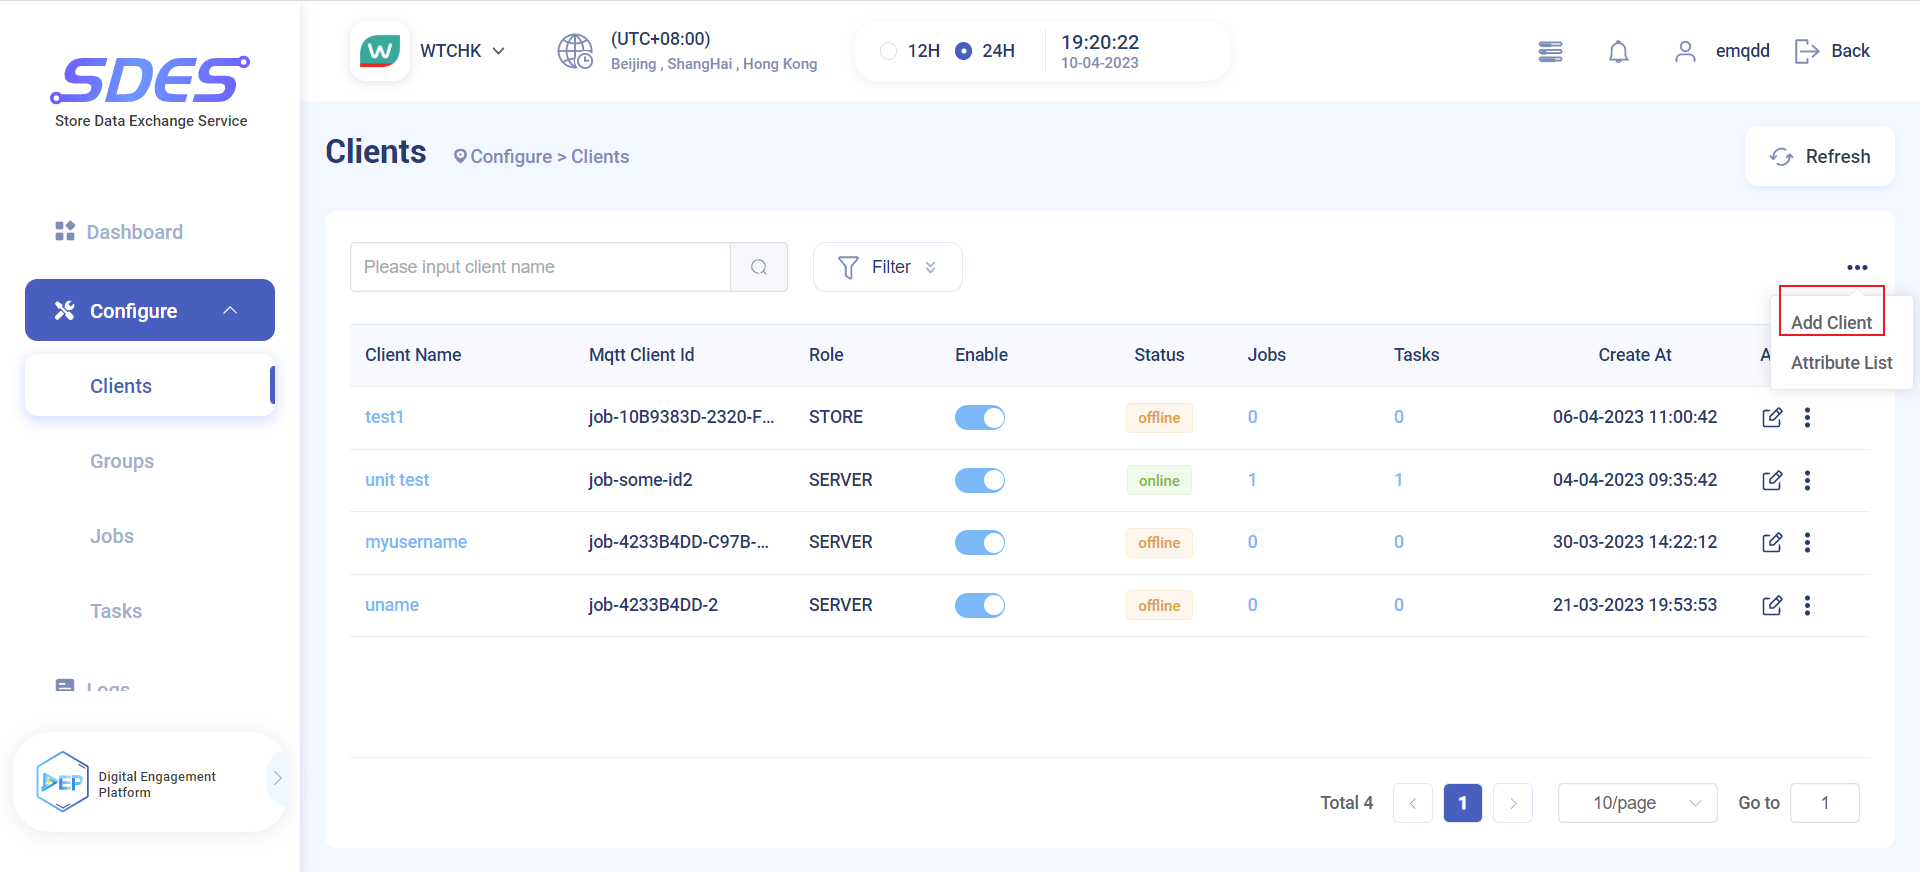 SDES
Store Data Exchange Service
W WTCHK
(UTC+08:00)
Beijing , ShangHai , Hong Kong
12H 24H
19:20:22
10-04-2023
emqdd
Back
Clients
Configure > Clients
Refresh
Dashboard
Configure
Clients
Groups
Jobs
Tasks
Logs
DEP
Digital Engagement
Platform
Please input client name
Filter
Add Client
Attribute List
Client Name Mqtt Client Id Role Enable Status Jobs Tasks Create At A
test1 job-10B9383D-2320-F... STORE offline 0 0 06-04-2023 11:00:42
unit test job-some-id2 SERVER online 1 1 04-04-2023 09:35:42
myusername job-4233B4DD-C97B-... SERVER offline 0 0 30-03-2023 14:22:12
uname job-4233B4DD-2 SERVER offline 0 0 21-03-2023 19:53:53
Total 4 < 1 > 10/page Go to 1